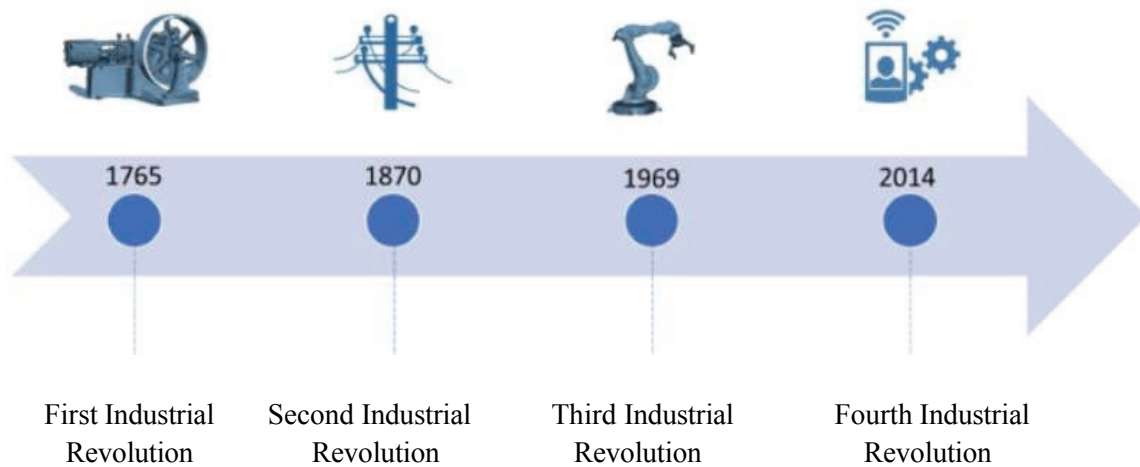 1765 1870 1969 2014
First Industrial Second Industrial Third Industrial Fourth Industrial
Revolution Revolution Revolution Revolution